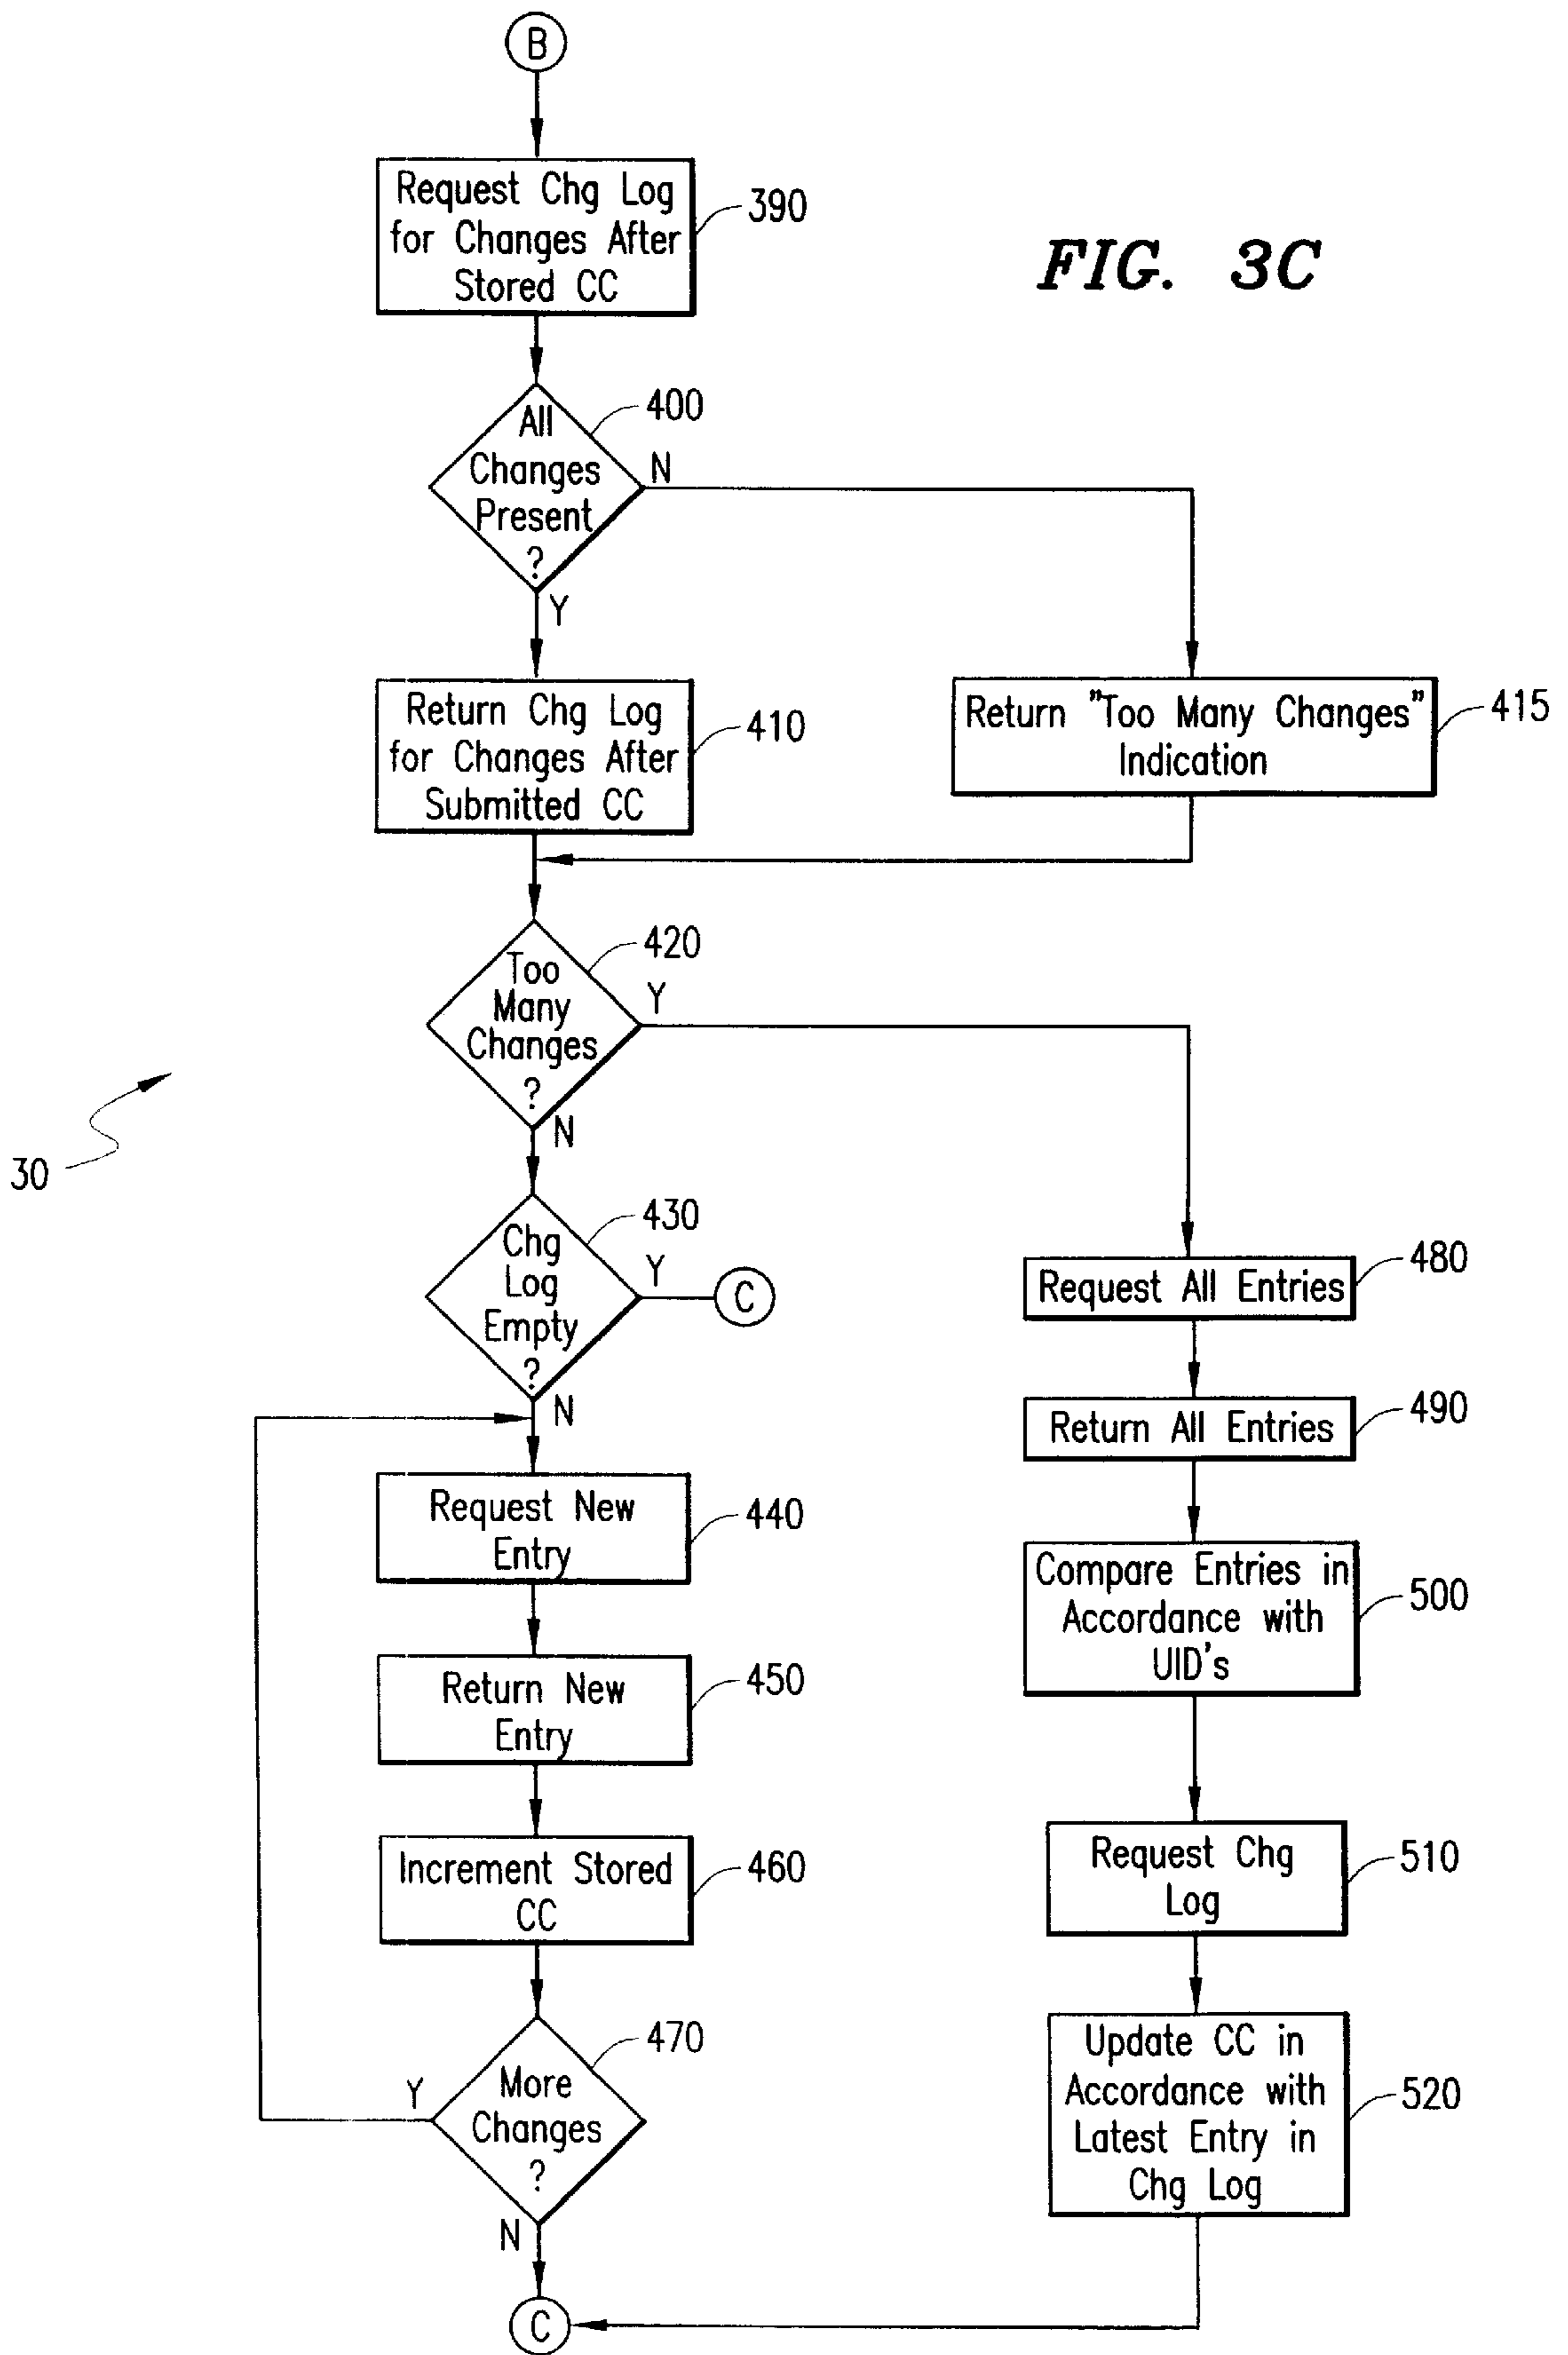 B
Request Chg Log
for Changes After
Stored CC
390
FIG. 3C
All
Changes
Present
?
400
N
Y
Return Chg Log
for Changes After
Submitted CC
410
Return "Too Many Changes"
Indication
415
Too
Many
Changes
?
420
Y
N
30
Chg
Log
Empty
?
430
Y
C
N
Request All Entries
480
Return All Entries
490
Request New
Entry
440
Compare Entries in
Accordance with
UID's
500
Return New
Entry
450
Increment Stored
CC
460
Request Chg
Log
510
More
Changes
?
470
Y
N
Update CC in
Accordance with
Latest Entry in
Chg Log
520
C